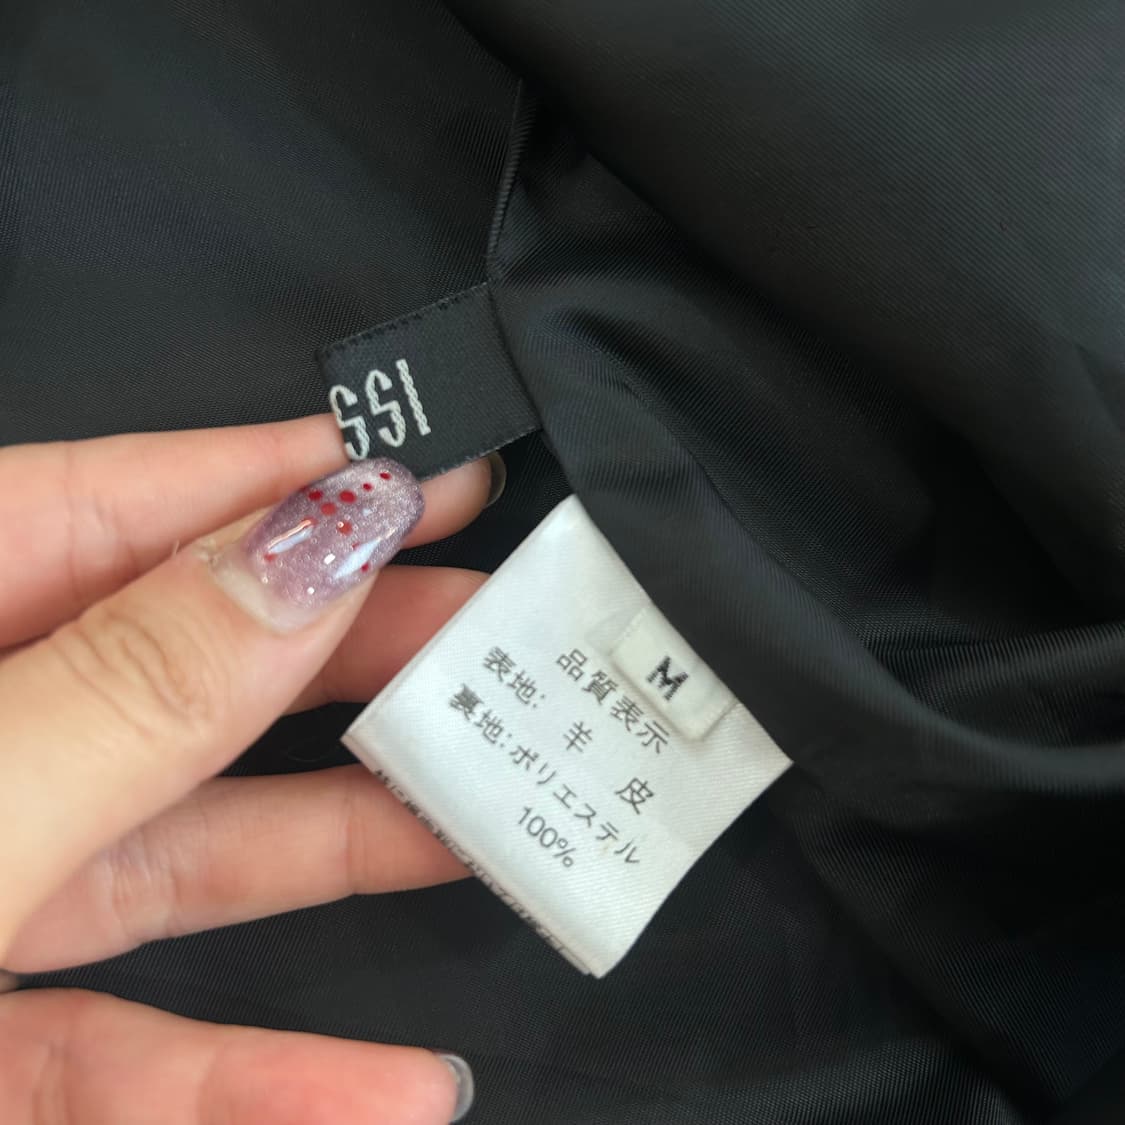 SSI
M
品質表示
表地: 羊 皮
裏地: ポリエステル
100%